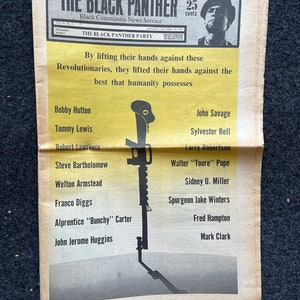 THE BLACK PANTHER
25 cents
Black Community News Service
THE BLACK PANTHER PARTY
By lifting their hands against these
Revolutionaries, they lifted their hands against the
best that humanity possesses
Bobby Hutton
John Savage
Tommy Lewis
Sylvester Bell
Robert Lawrence
Larry Robertson
Steve Bartholomew
Walter "Toure" Pope
Welton Armstead
Sidney U. Miller
Franco Diggs
Spurgeon Jake Winters
Alprentice "Bunchy" Carter
Fred Hampton
John Jerome Huggins
Mark Clark